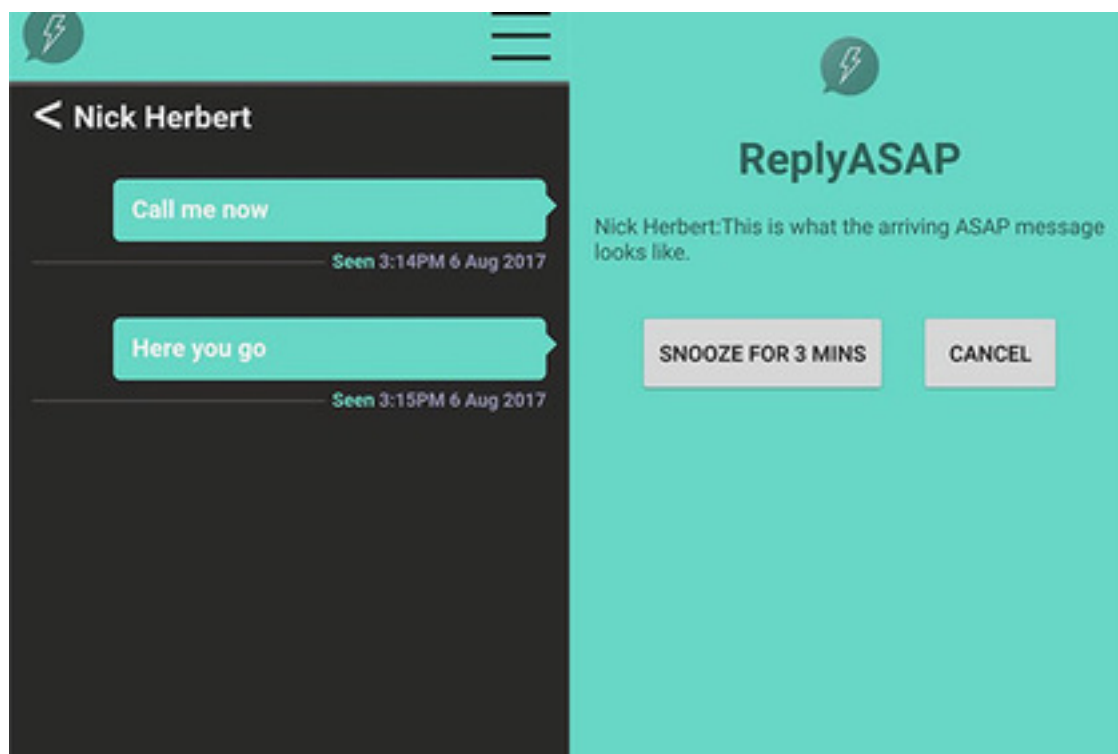 < Nick Herbert
Call me now
Seen 3:14PM 6 Aug 2017
Here you go
Seen 3:15PM 6 Aug 2017
ReplyASAP
Nick Herbert:This is what the arriving ASAP message
looks like.
SNOOZE FOR 3 MINS
CANCEL